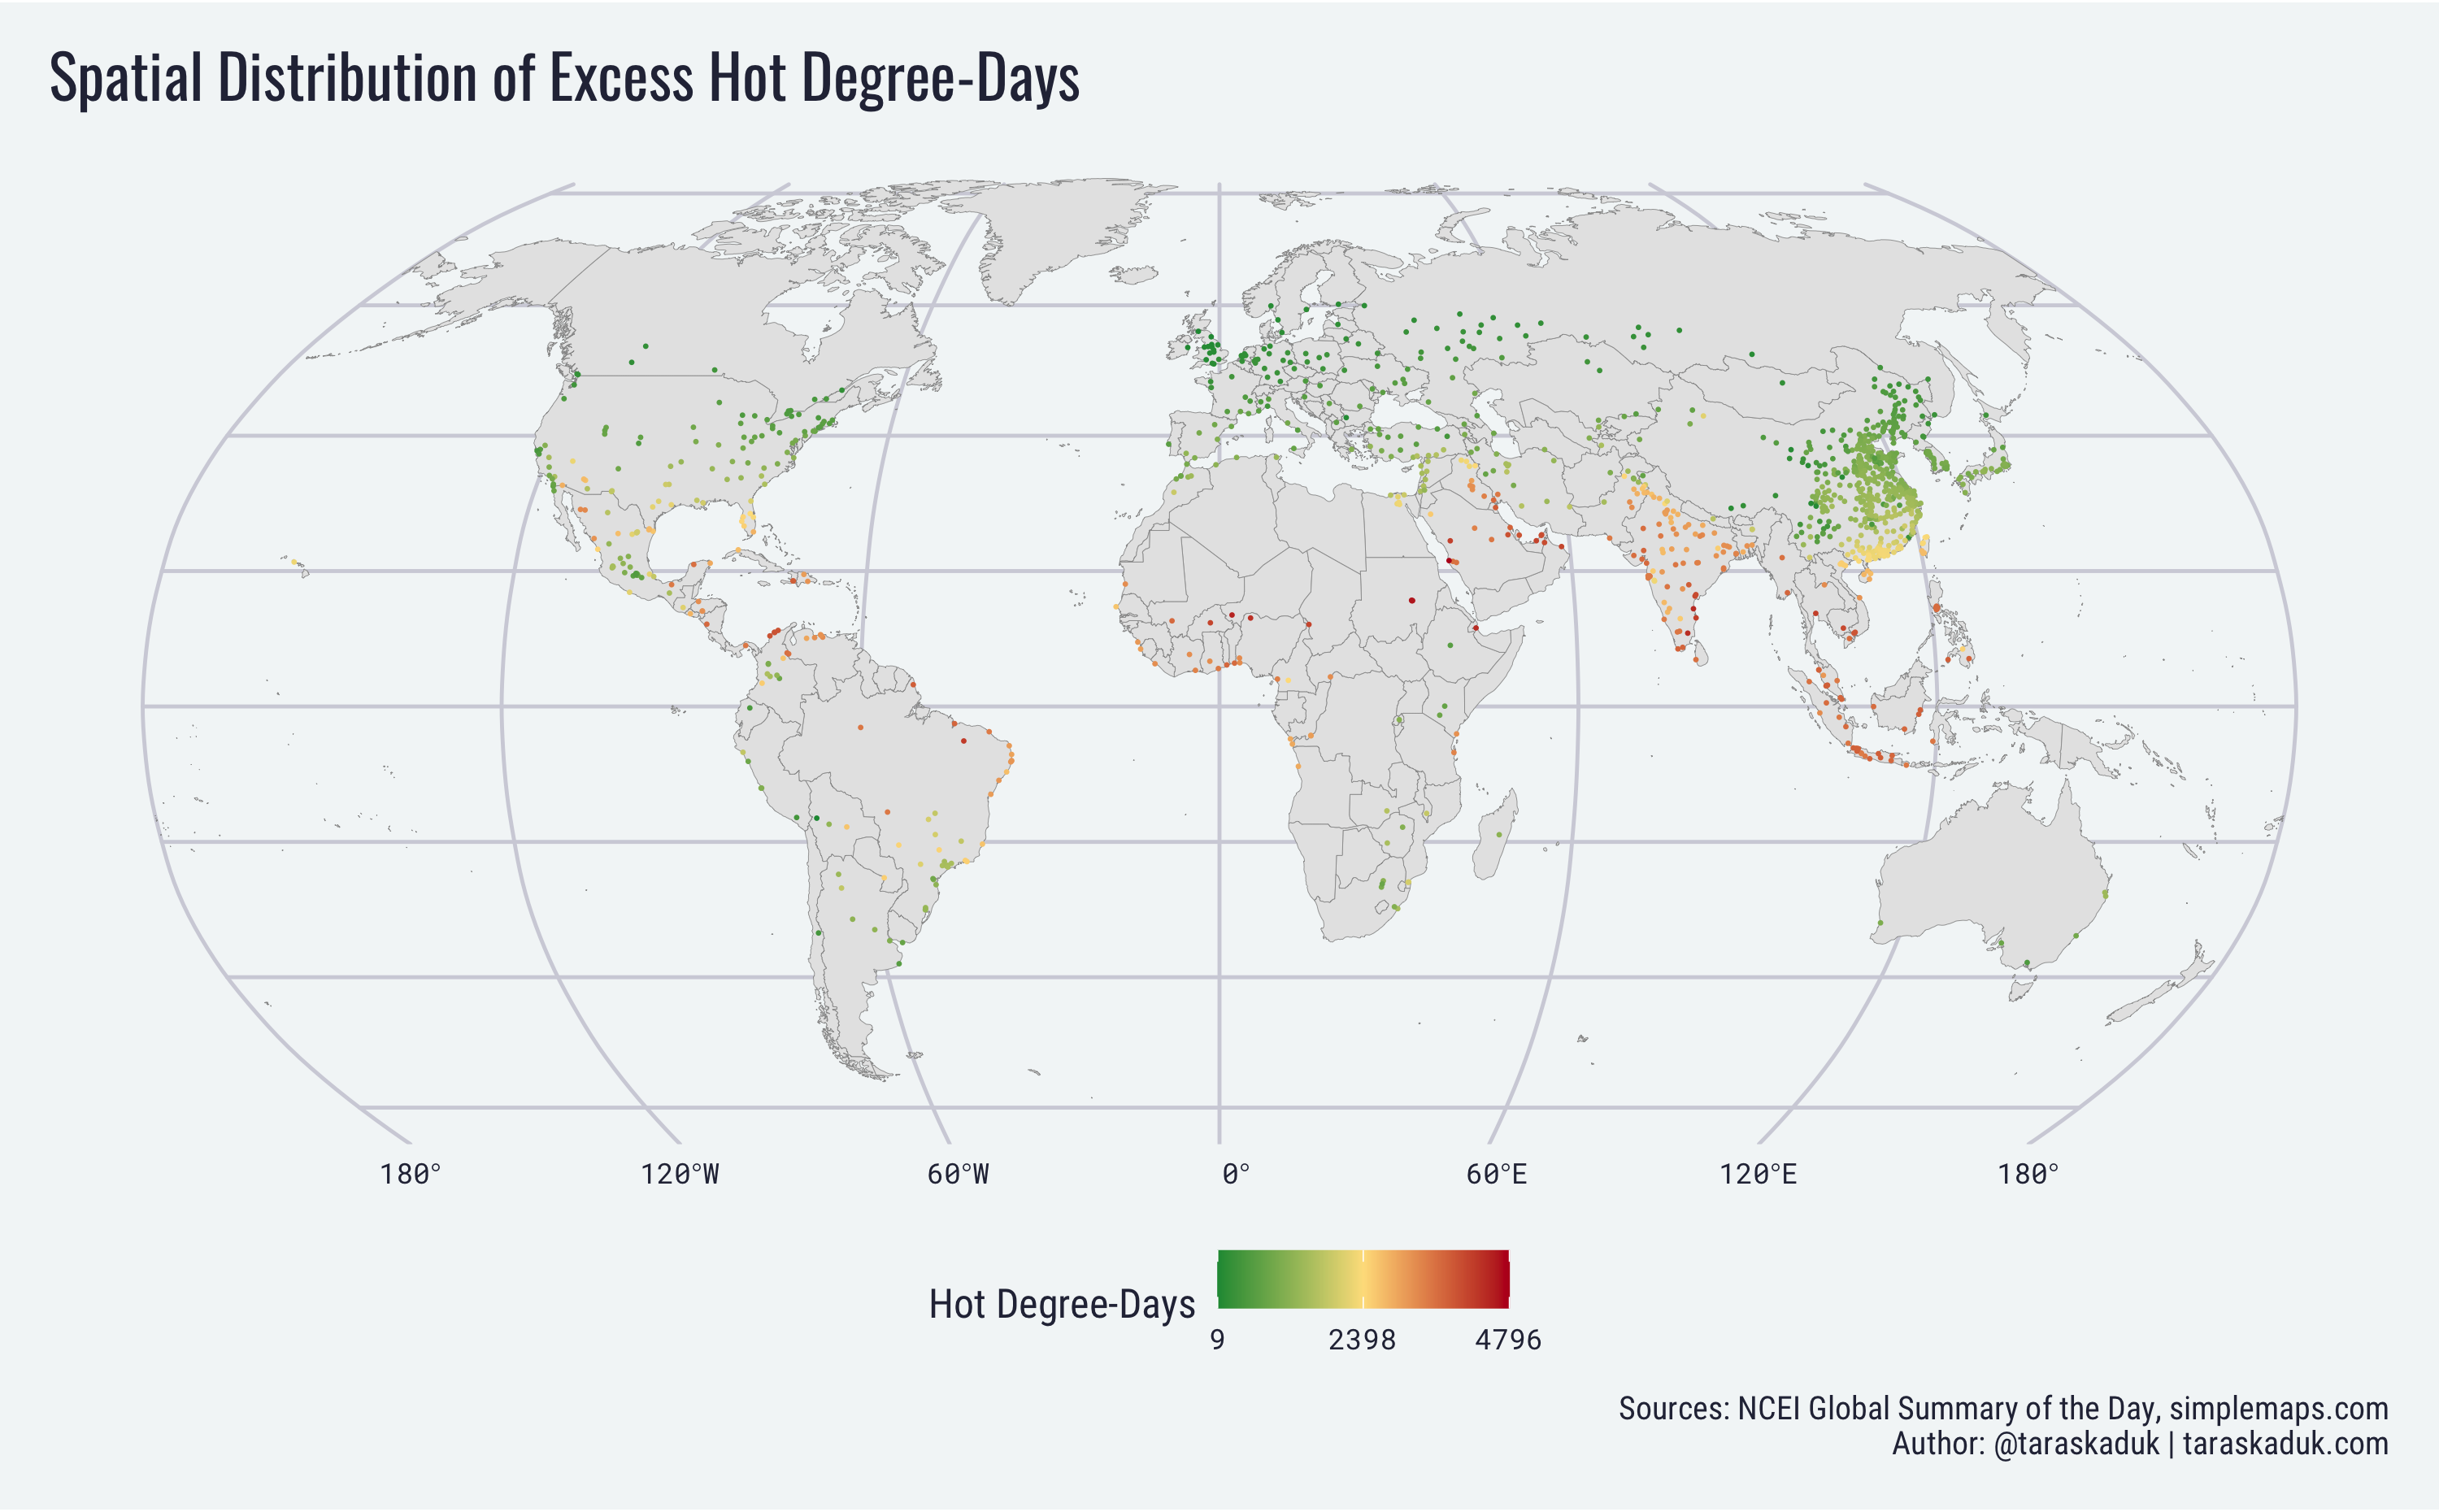 Spatial Distribution of Excess Hot Degree-Days
180° 120°W 60°W 0° 60°E 120°E 180°
Hot Degree-Days
9 2398 4796
Sources: NCEI Global Summary of the Day, simplemaps.com
Author: @taraskaduk | taraskaduk.com